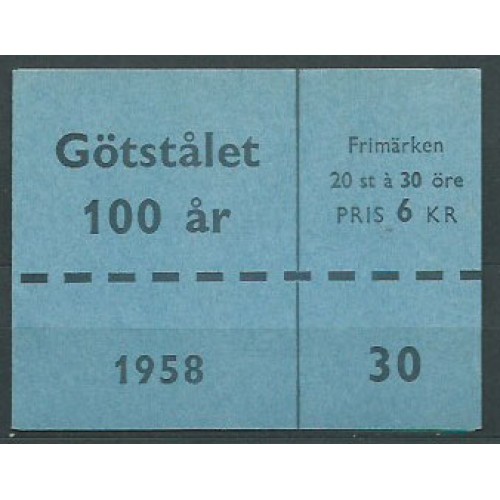 Götstålet
100 år
1958
Frimärken
20 st à 30 öre
PRIS 6 KR
30